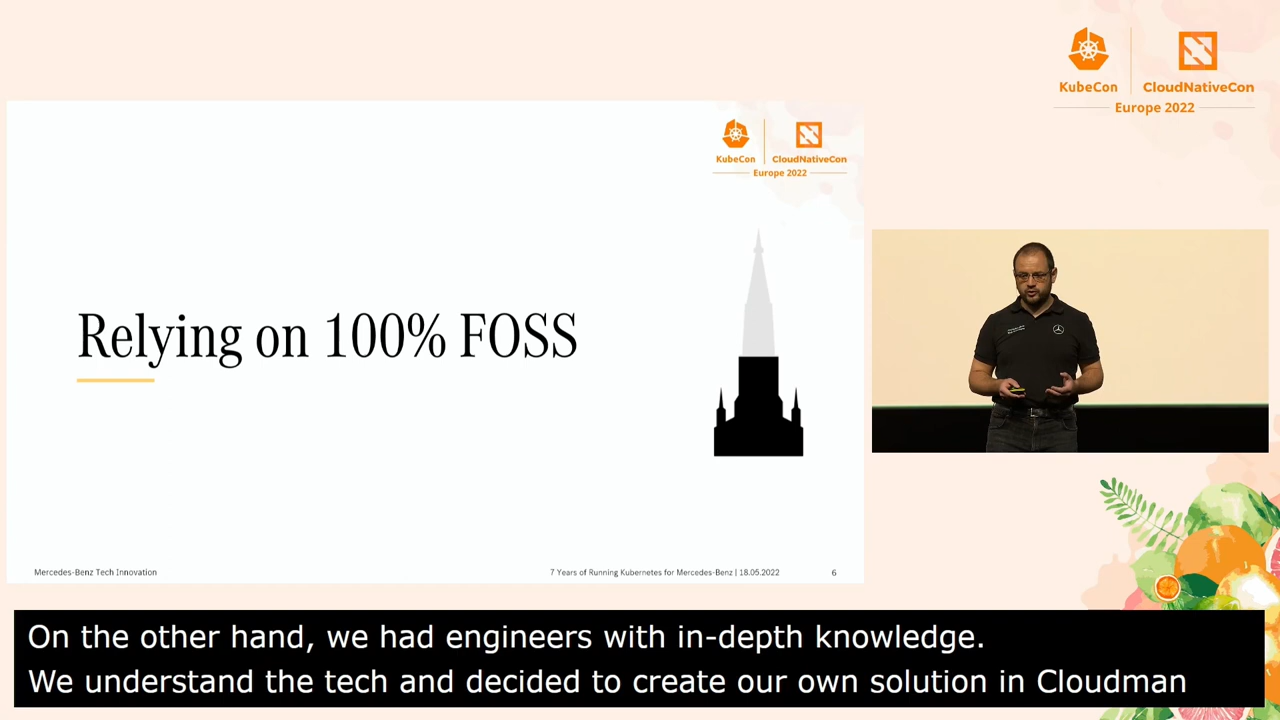 KubeCon
CloudNativeCon
Europe 2022
KubeCon
CloudNativeCon
Europe 2022
Relying on 100% FOSS
Mercedes-Benz Tech Innovation
7 Years of Running Kubernetes for Mercedes-Benz | 18.05.2022
6
On the other hand, we had engineers with in-depth knowledge.
We understand the tech and decided to create our own solution in Cloudman